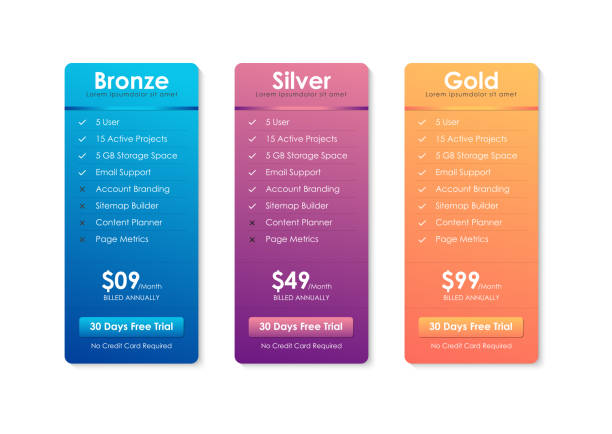 Bronze
Lorem Ipsumdolor sit amet
5 User
15 Active Projects
5 GB Storage Space
Email Support
Account Branding
Sitemap Builder
Content Planner
Page Metrics
$09/Month
BILLED ANNUALLY
30 Days Free Trial
No Credit Card Required
Silver
Lorem Ipsumdolor sit amet
5 User
15 Active Projects
5 GB Storage Space
Email Support
Account Branding
Sitemap Builder
Content Planner
Page Metrics
$49/Month
BILLED ANNUALLY
30 Days Free Trial
No Credit Card Required
Gold
Lorem Ipsumdolor sit amet
5 User
15 Active Projects
5 GB Storage Space
Email Support
Account Branding
Sitemap Builder
Content Planner
Page Metrics
$99/Month
BILLED ANNUALLY
30 Days Free Trial
No Credit Card Required